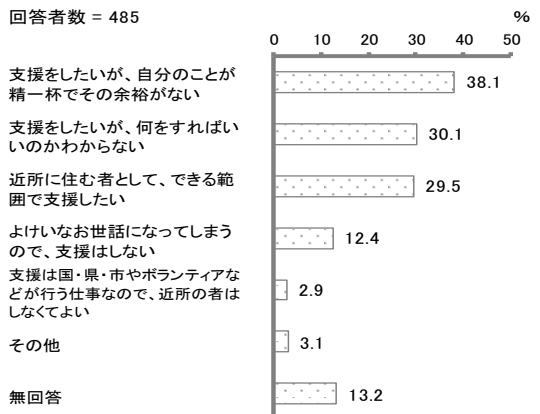 回答者数 = 485
%
0 10 20 30 40 50
支援をしたいが、自分のことが
精一杯でその余裕がない
38.1
支援をしたいが、何をすればい
いのかわからない
30.1
近所に住む者として、できる範
囲で支援したい
29.5
よけいなお世話になってしまう
ので、支援はしない
12.4
支援は国・県・市やボランティアな
どが行う仕事なので、近所の者は
しなくてよい
2.9
その他
3.1
無回答
13.2